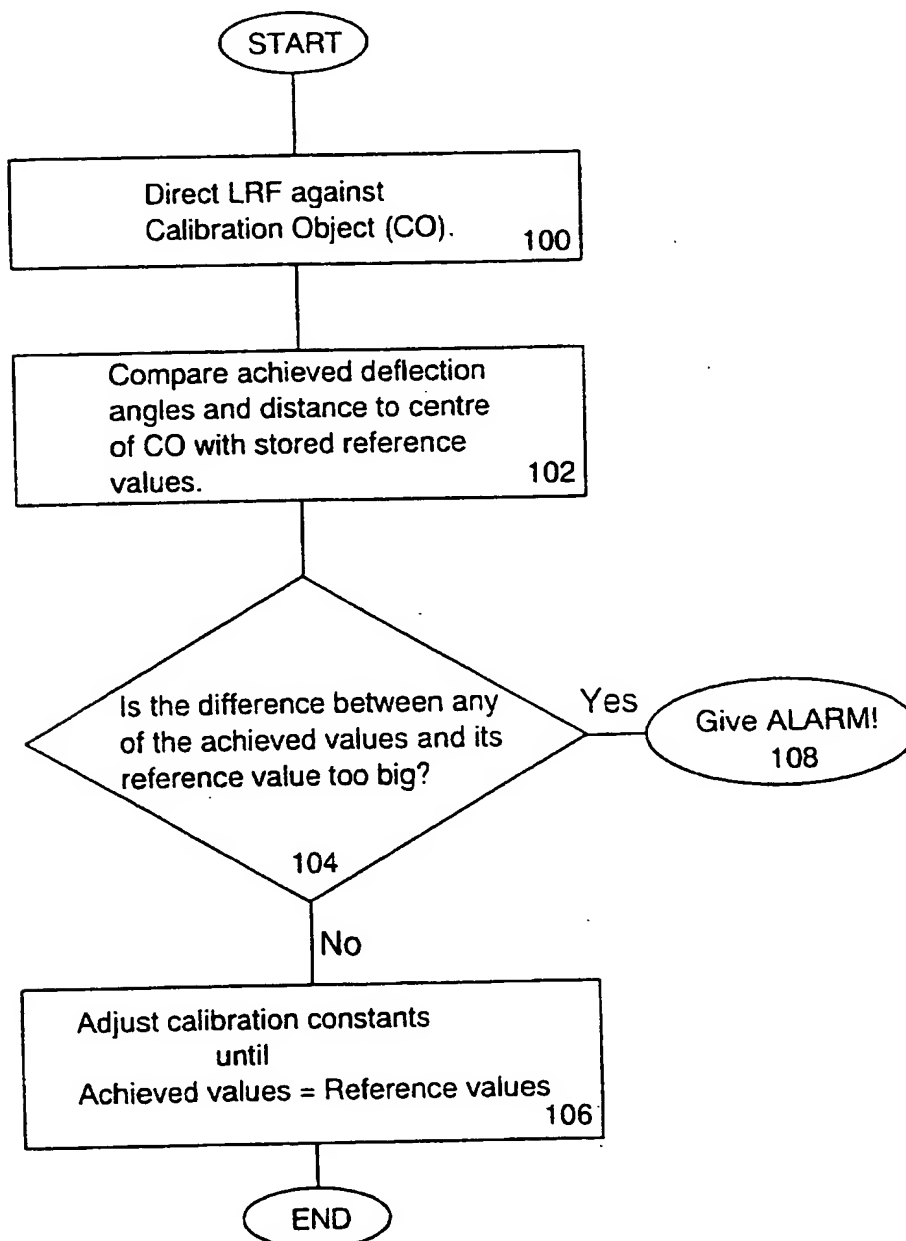 START
Direct LRF against
Calibration Object (CO).
100
Compare achieved deflection
angles and distance to centre
of CO with stored reference
values.
102
Is the difference between any
of the achieved values and its
reference value too big?
104
Yes
Give ALARM!
108
No
Adjust calibration constants
until
Achieved values = Reference values
106
END